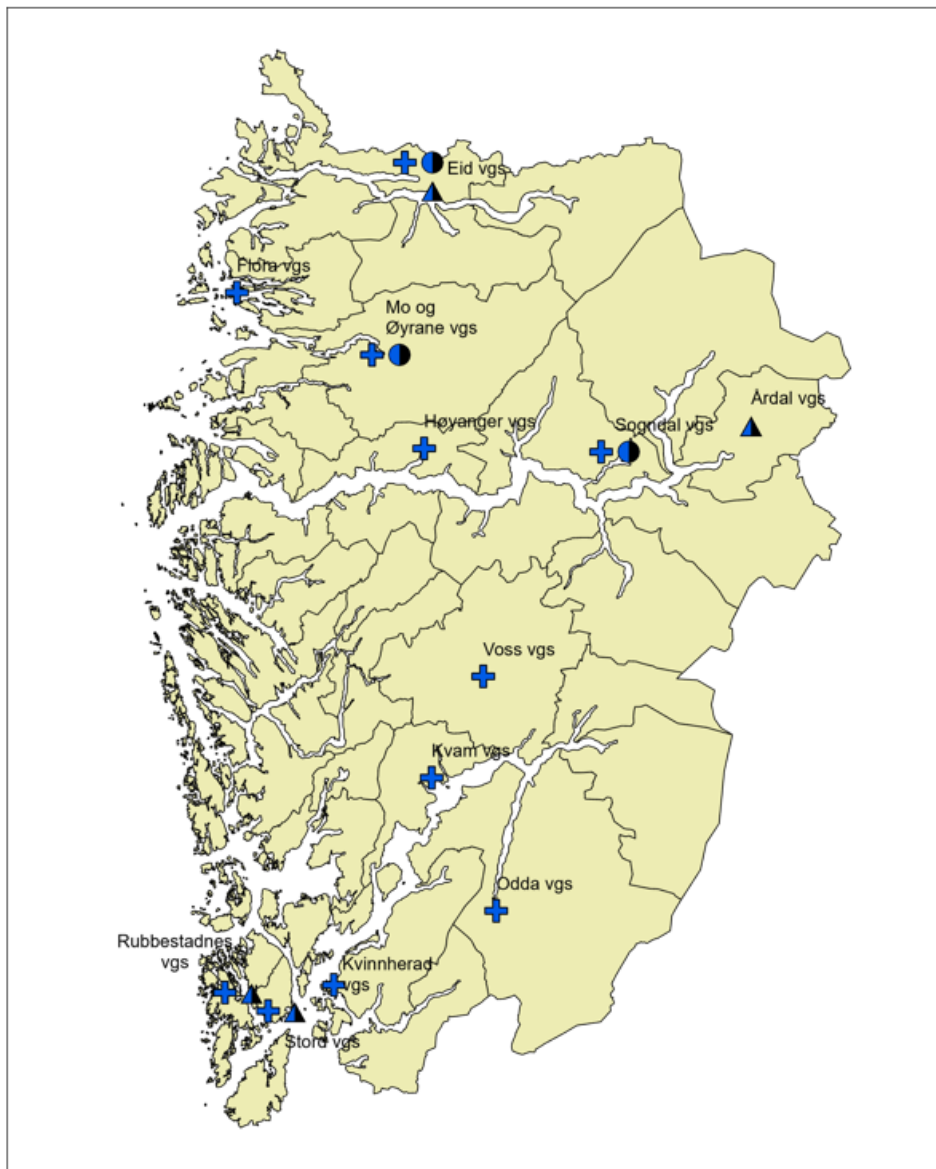 Eid vgs
Flora vgs
Mo og
Øyrane vgs
Årdal vgs
Høyanger vgs
Sogndal vgs
Voss vgs
Kvam vgs
Odda vgs
Rubbestadnes
vgs
Kvinnherad
vgs
Stord vgs